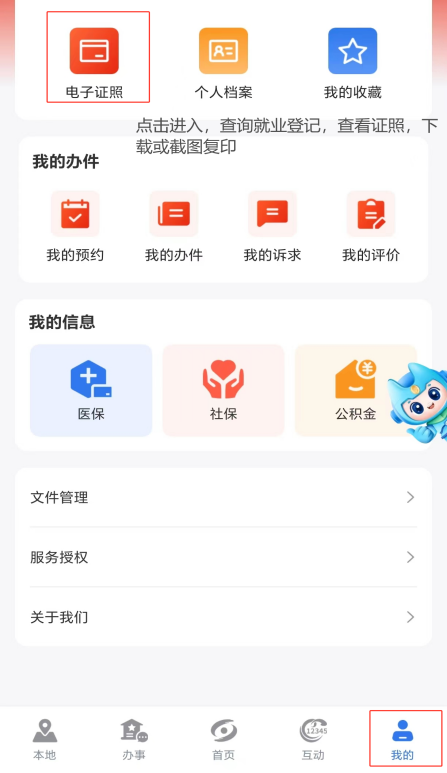 电子证照 个人档案 我的收藏
点击进入，查询就业登记，查看证照，下
载或截图复印
我的办件
我的预约 我的办件 我的诉求 我的评价
我的信息
医保 社保 公积金
文件管理
服务授权
关于我们
12345
本地 办事 首页 互动 我的